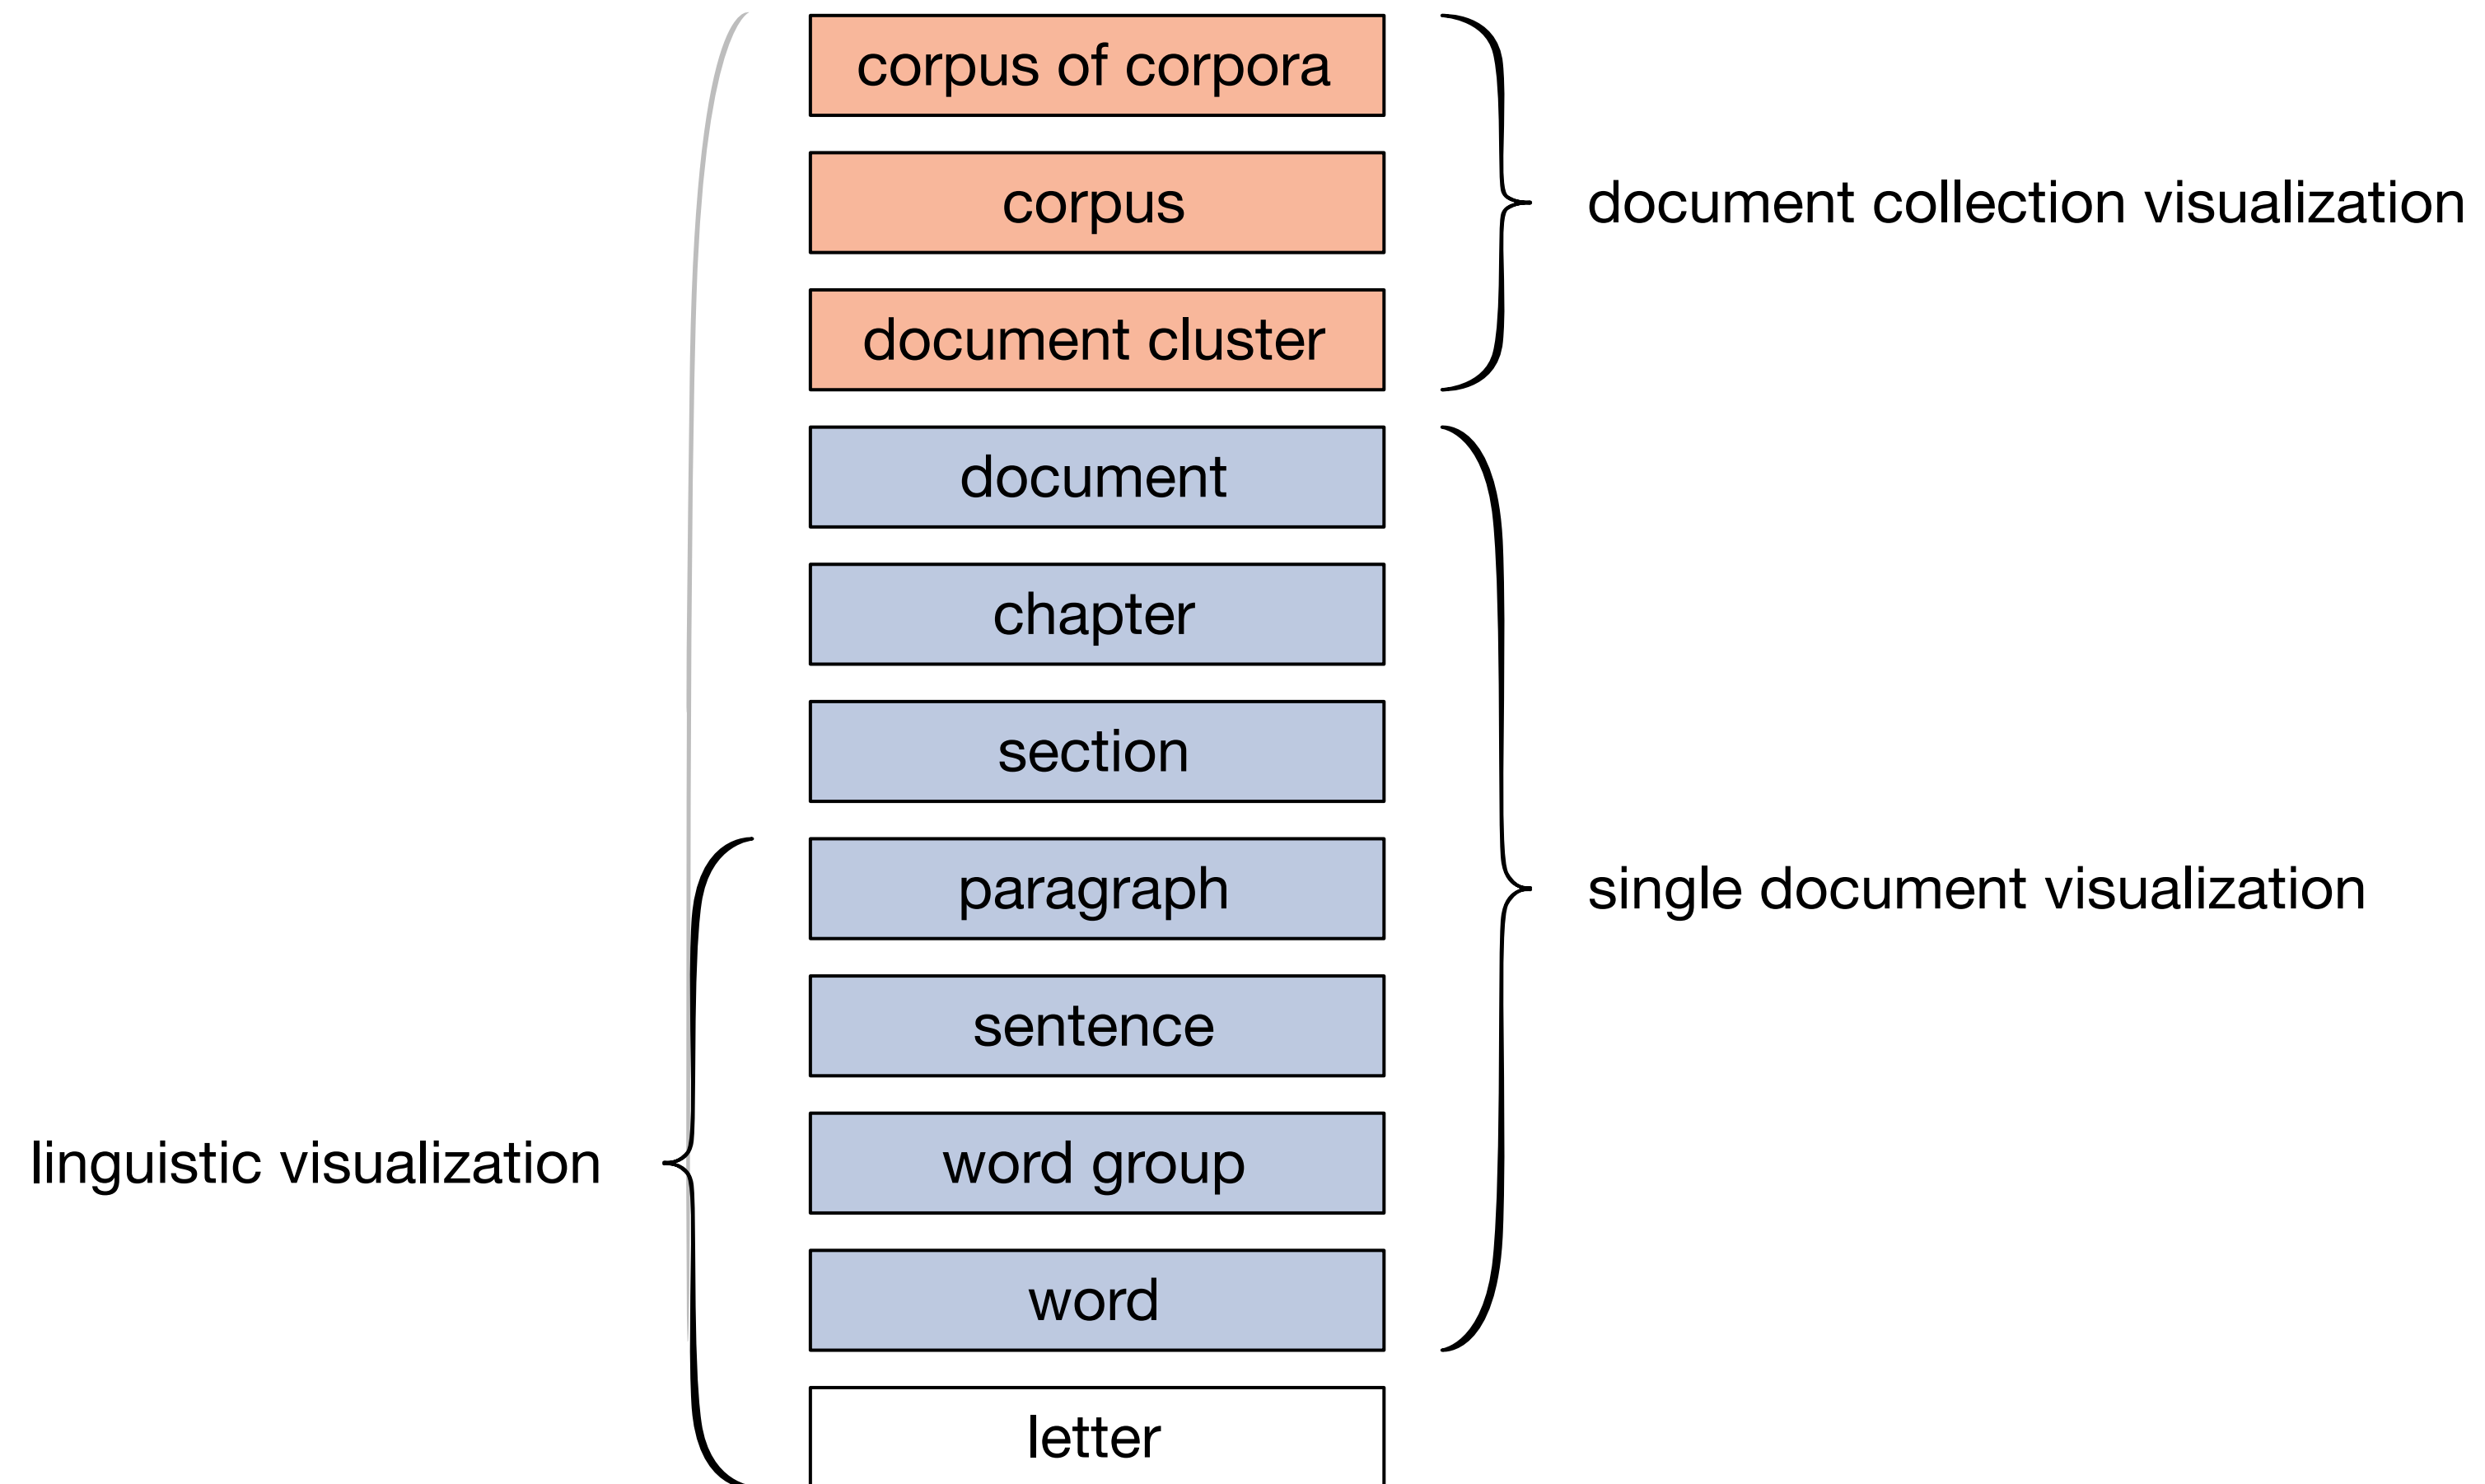 corpus of corpora
corpus
document collection visualization
document cluster
document
chapter
section
paragraph
single document visualization
sentence
word group
linguistic visualization
word
letter